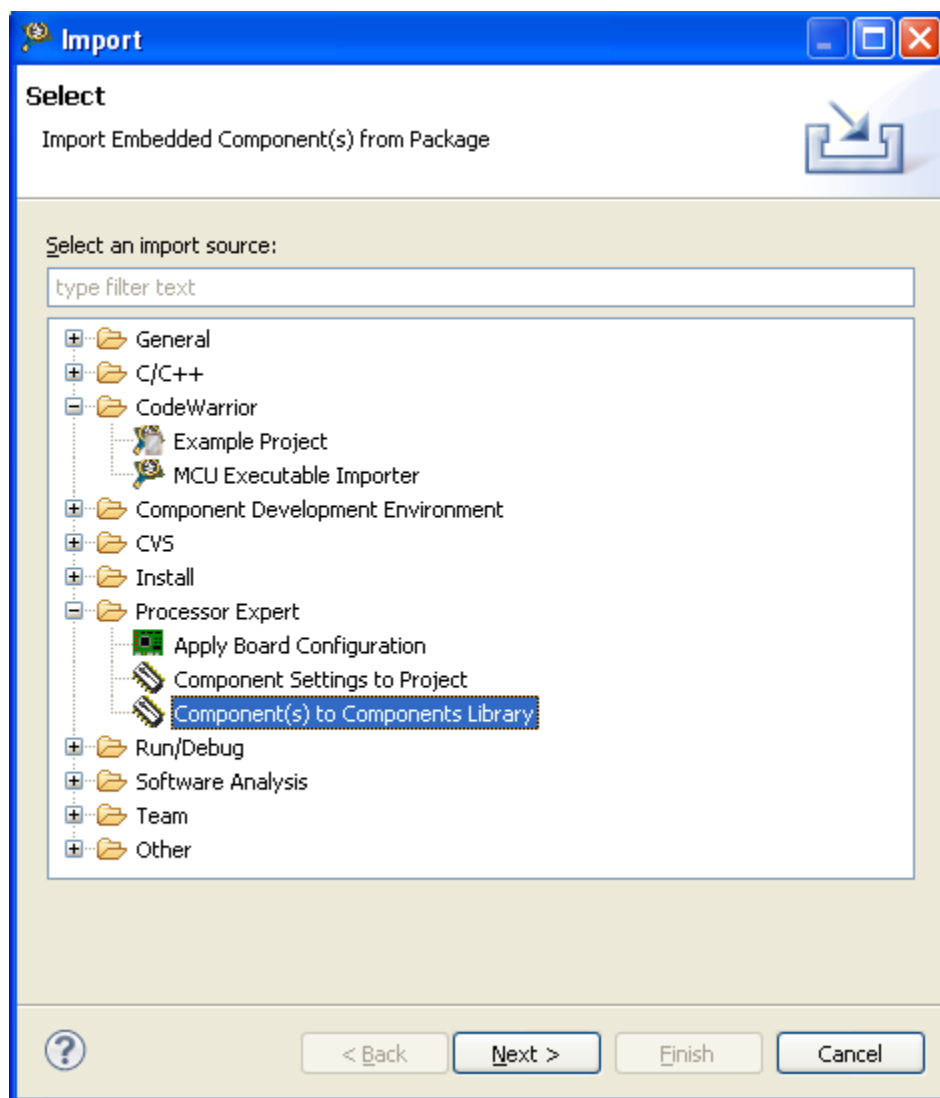 Import
Select
Import Embedded Component(s) from Package
Select an import source:
type filter text
General
C/C++
CodeWarrior
Example Project
MCU Executable Importer
Component Development Environment
CVS
Install
Processor Expert
Apply Board Configuration
Component Settings to Project
Component(s) to Components Library
Run/Debug
Software Analysis
Team
Other
? < Back Next > Finish Cancel